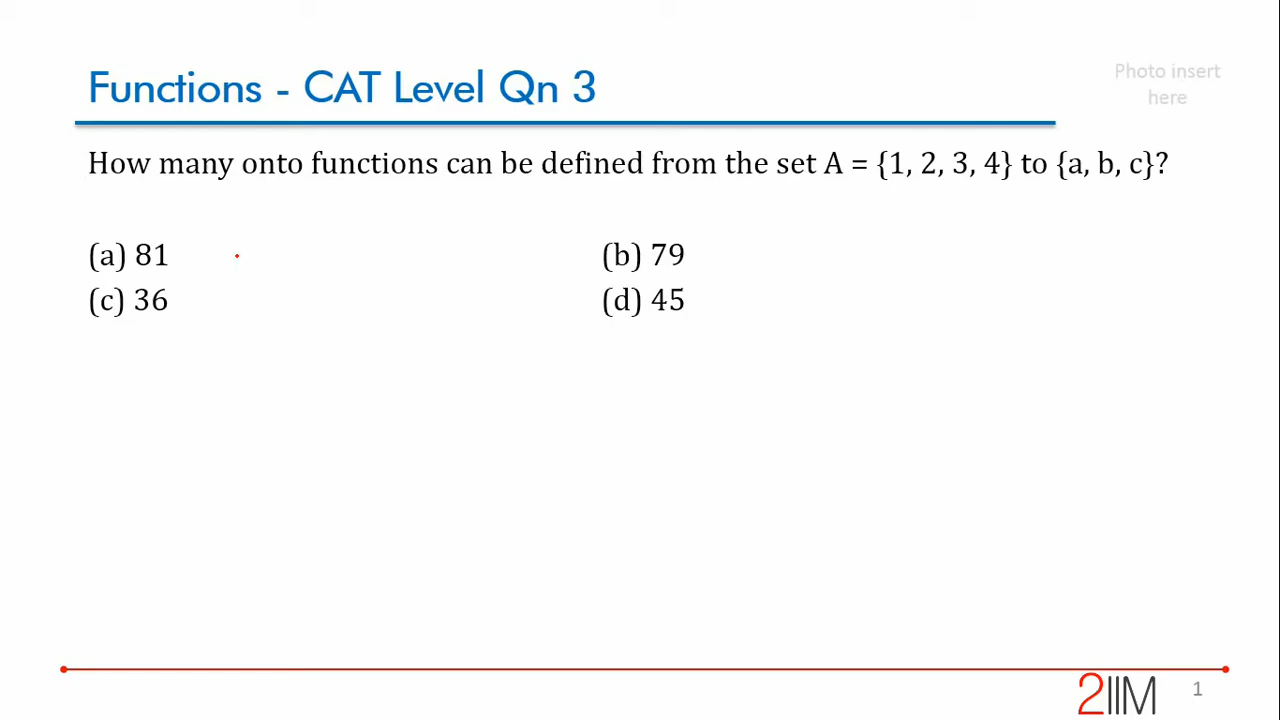 Functions - CAT Level Qn 3
Photo insert
here
How many onto functions can be defined from the set A = {1, 2, 3, 4} to {a, b, c}?
(a) 81 (b) 79
(c) 36 (d) 45
2IIM 1